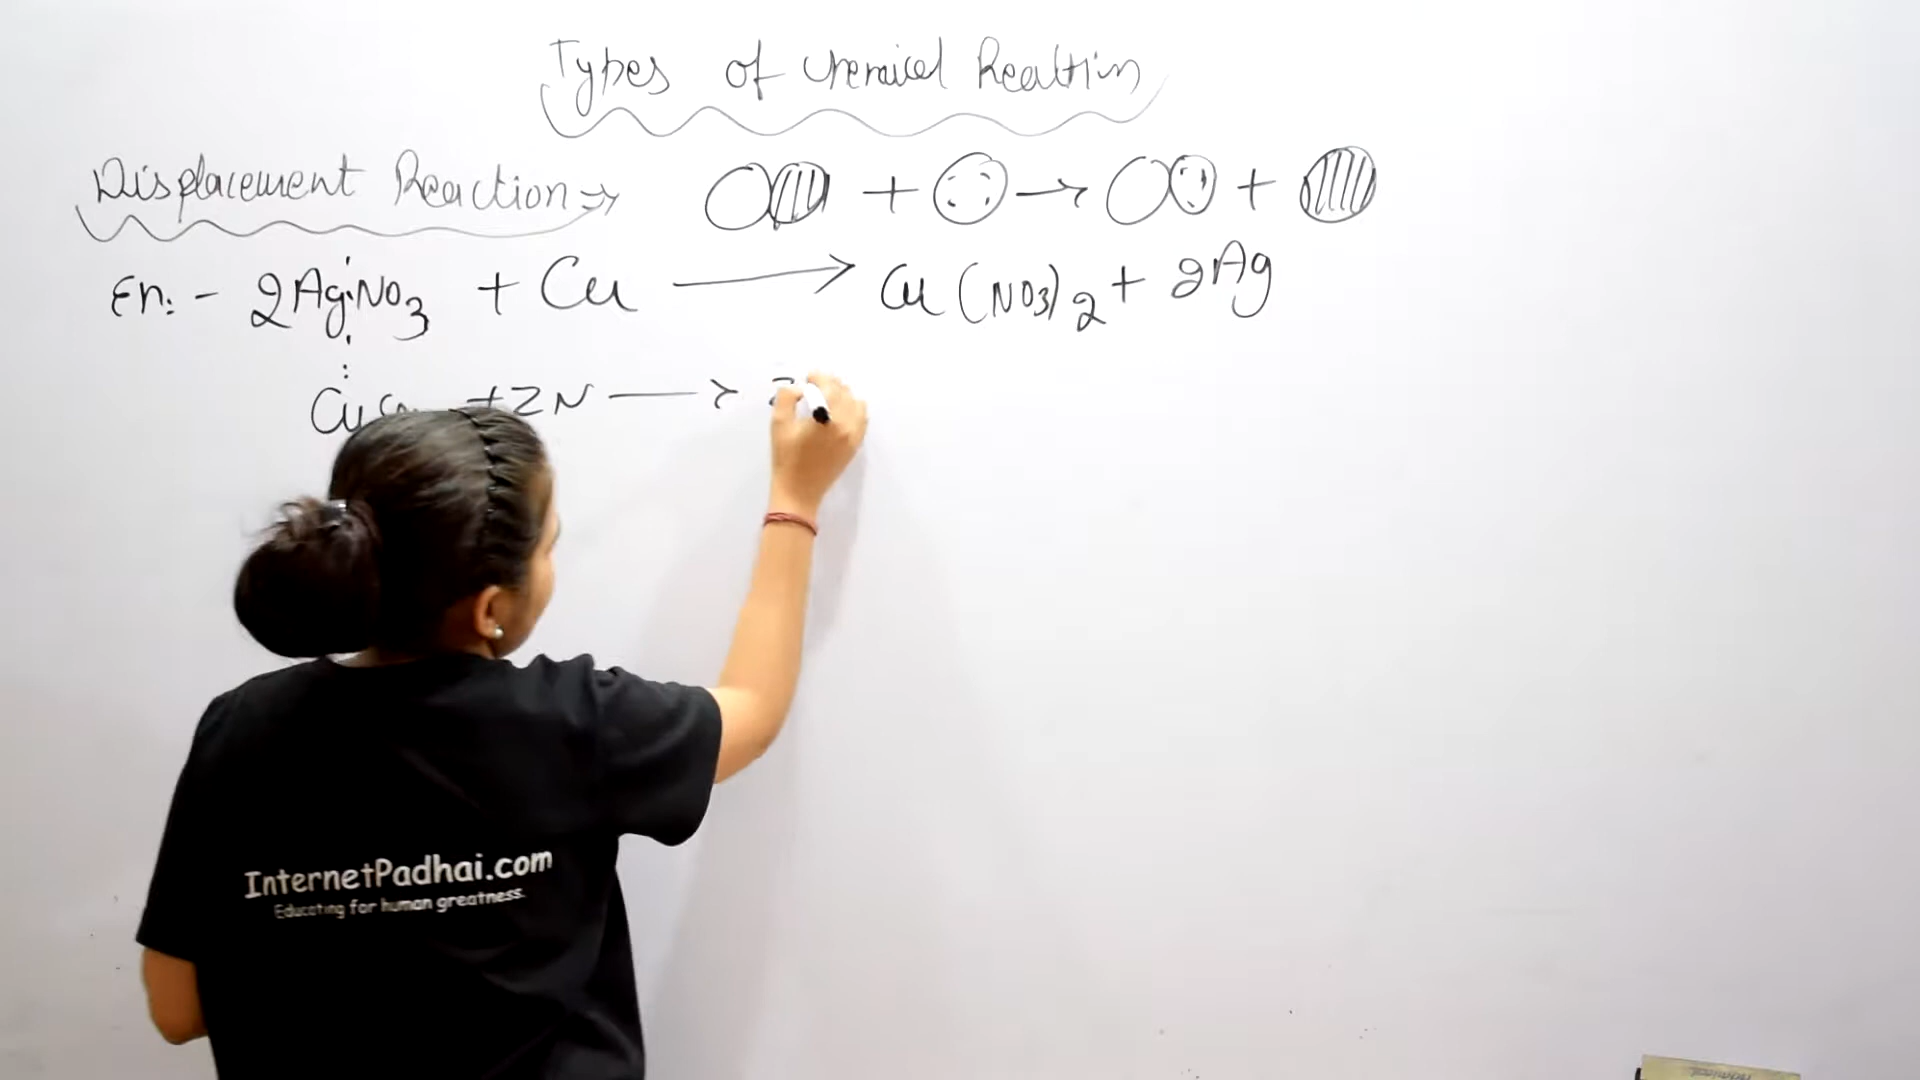 Types of Chemical Reaction
Displacement Reaction ⇒ + → +
Ex: - 2AgNO3 + Cu ⟶ Cu (NO3)2 + 2Ag
+ ZN ⟶
InternetPadhai.com
Educating for human greatness.